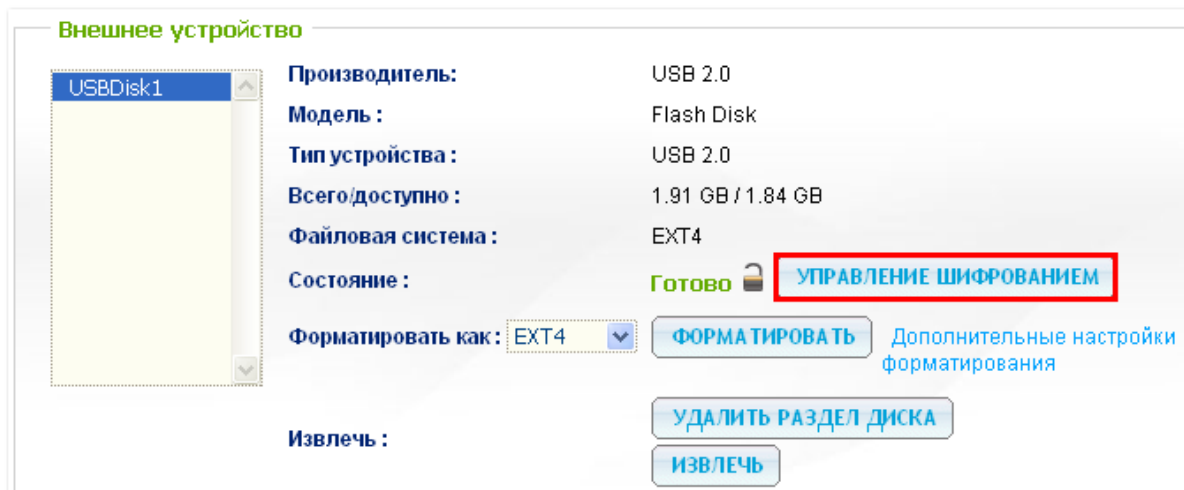 Внешнее устройство
USBDisk1
Производитель: USB 2.0
Модель : Flash Disk
Тип устройства : USB 2.0
Всего/доступно : 1.91 GB / 1.84 GB
Файловая система : EXT4
Состояние : Готово УПРАВЛЕНИЕ ШИФРОВАНИЕМ
Форматировать как : EXT4 ФОРМАТИРОВАТЬ Дополнительные настройки
форматирования
УДАЛИТЬ РАЗДЕЛ ДИСКА
Извлечь :
ИЗВЛЕЧЬ